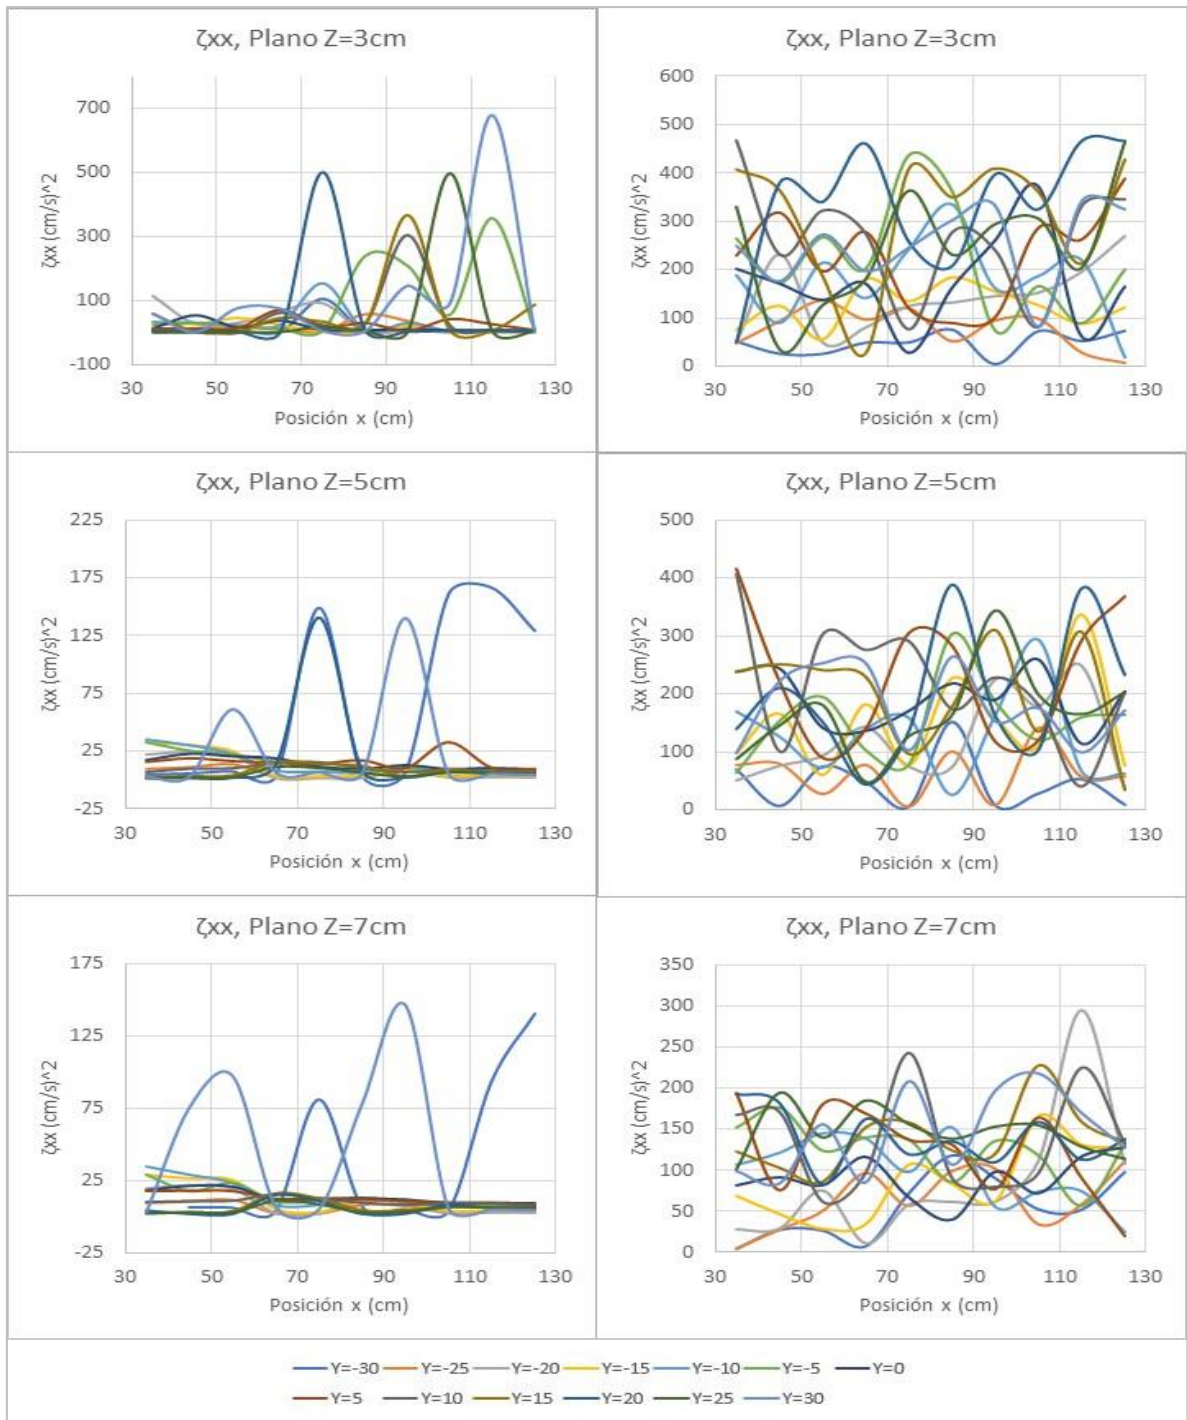 ζxx, Plano Z=3cm
700
500
300
100
-100
30 50 70 90 110 130
ζxx (cm/s)^2
Posición x (cm)
ζxx, Plano Z=3cm
600
500
400
300
200
100
0
30 50 70 90 110 130
ζxx (cm/s)^2
Posición x (cm)
ζxx, Plano Z=5cm
225
175
125
75
25
-25
30 50 70 90 110 130
ζxx (cm/s)^2
Posición x (cm)
ζxx, Plano Z=5cm
500
400
300
200
100
0
30 50 70 90 110 130
ζxx (cm/s)^2
Posición x (cm)
ζxx, Plano Z=7cm
175
125
75
25
-25
30 50 70 90 110 130
ζxx (cm/s)^2
Posición x (cm)
ζxx, Plano Z=7cm
350
300
250
200
150
100
50
0
30 50 70 90 110 130
ζxx (cm/s)^2
Posición x (cm)
Y=-30 Y=-25 Y=-20 Y=-15 Y=-10 Y=-5 Y=0
Y=5 Y=10 Y=15 Y=20 Y=25 Y=30